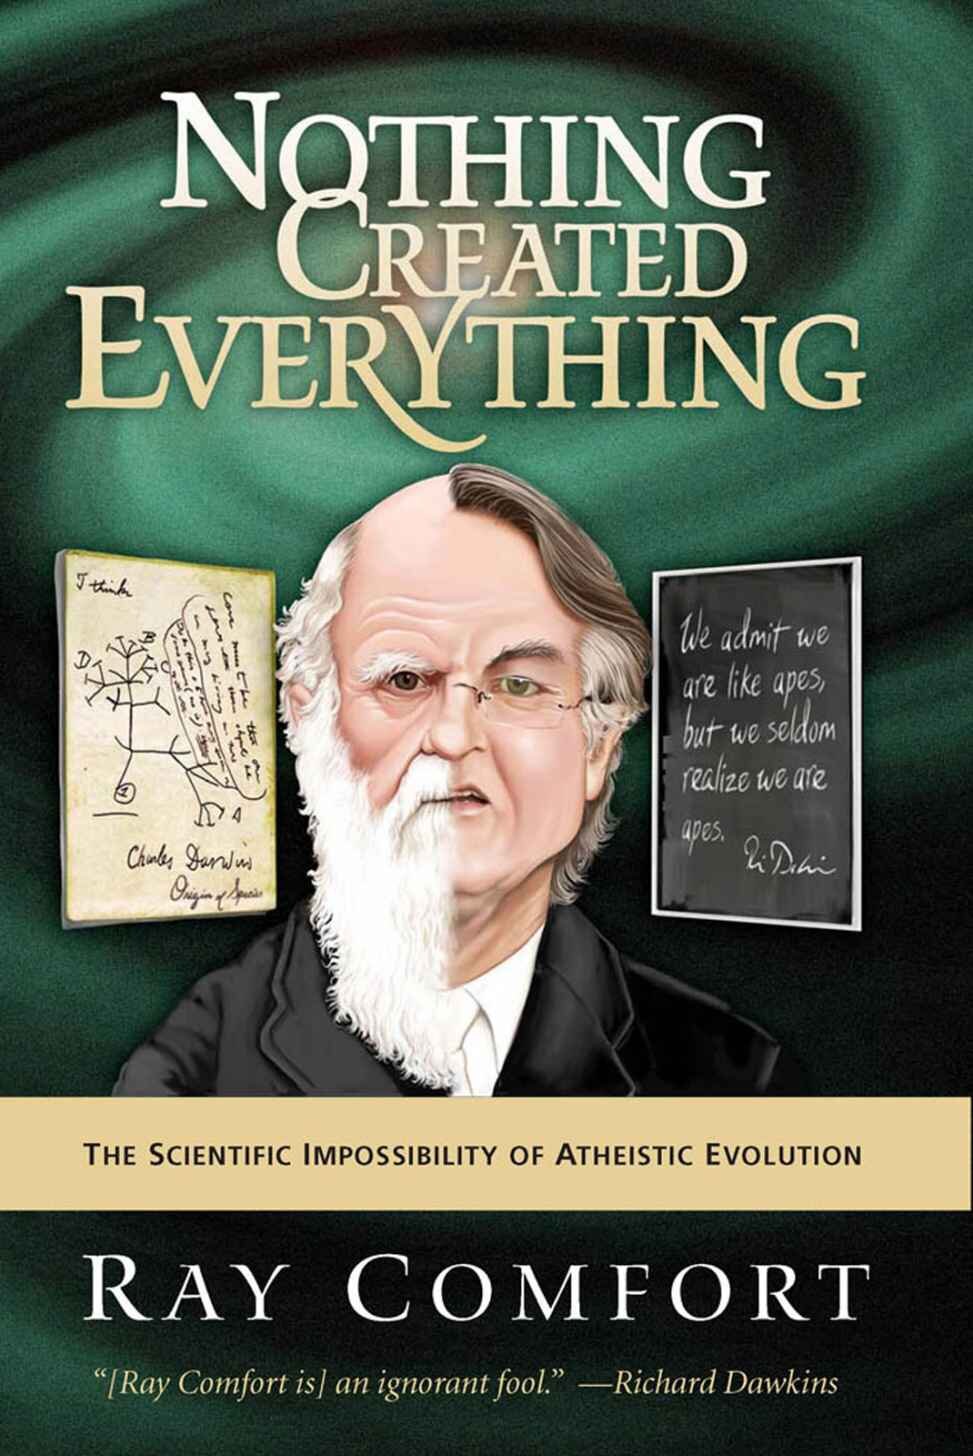 NOTHING
CREATED
EVERYTHING
I think
Charles Darwin
Origin of Species
We admit we
are like apes,
but we seldom
realize we are
apes.
THE SCIENTIFIC IMPOSSIBILITY OF ATHEISTIC EVOLUTION
RAY COMFORT
“[Ray Comfort is] an ignorant fool.” —Richard Dawkins